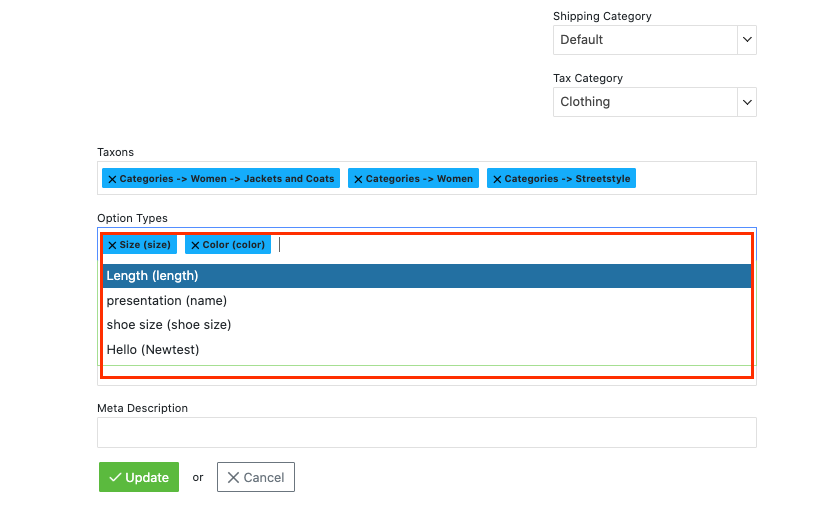 Shipping Category
Default
Tax Category
Clothing
Taxons
Categories -> Women -> Jackets and Coats Categories -> Women Categories -> Streetstyle
Option Types
Size (size) Color (color)
Length (length)
presentation (name)
shoe size (shoe size)
Hello (Newtest)
Meta Description
Update or Cancel